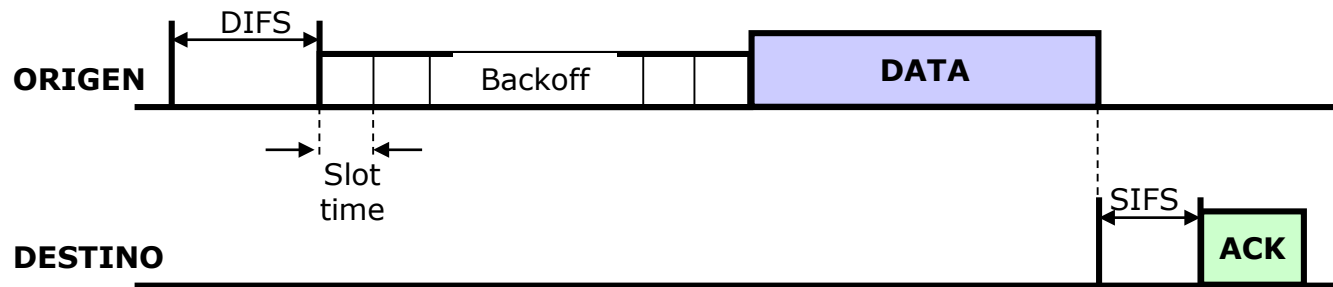 DIFS
ORIGEN
Backoff
DATA
Slot
time
SIFS
DESTINO
ACK